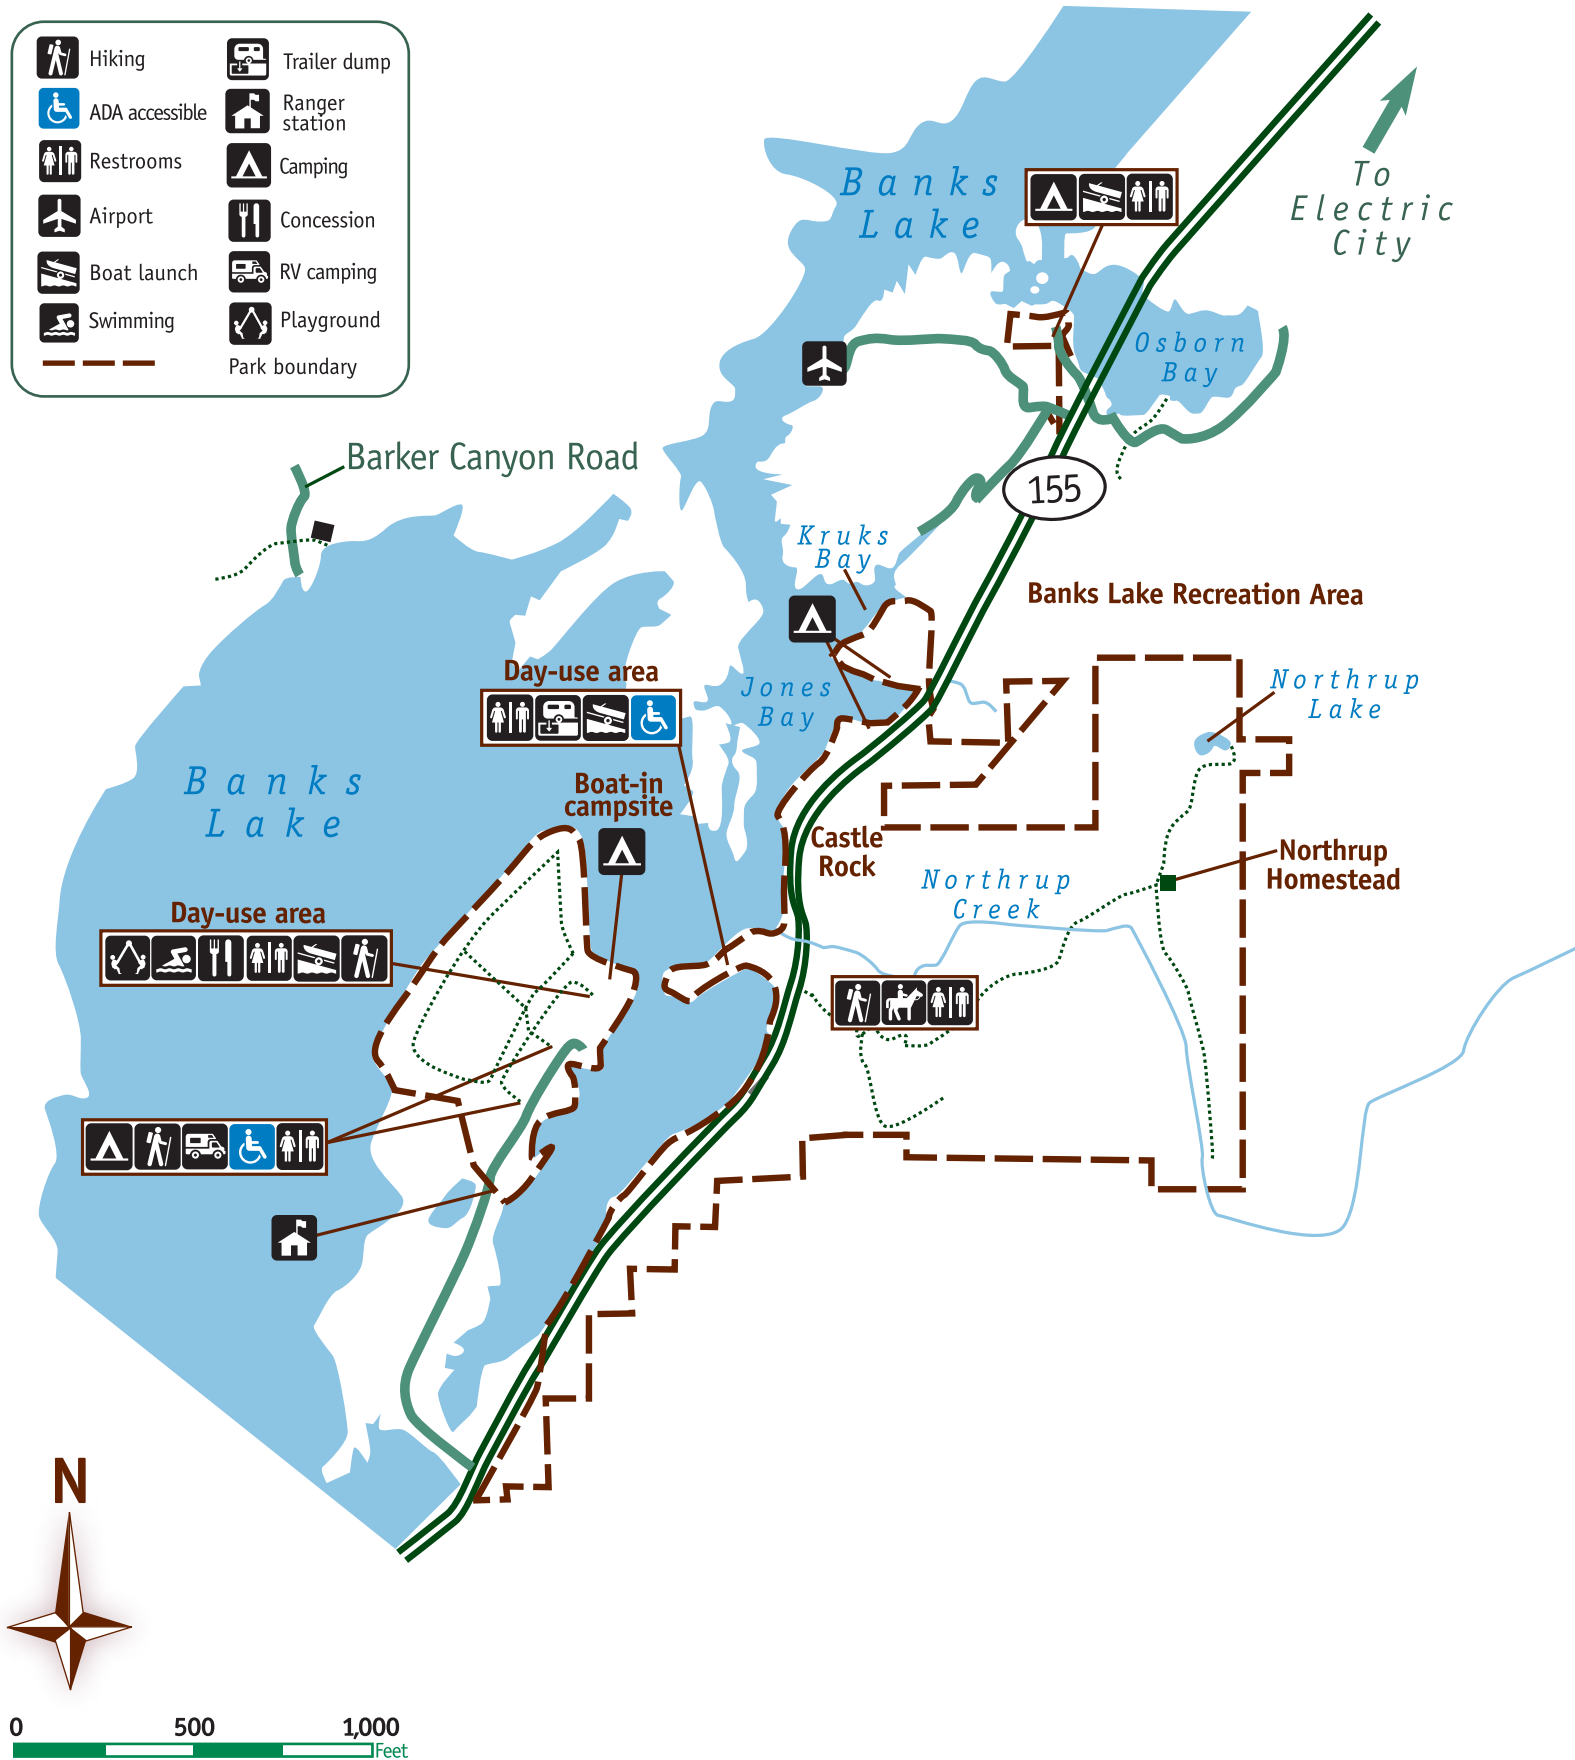 Hiking
ADA accessible
Restrooms
Airport
Boat launch
Swimming
Trailer dump
Ranger
station
Camping
Concession
RV camping
Playground
Park boundary
Banks
Lake
To
Electric
City
Osborn
Bay
Barker Canyon Road
155
Kruks
Bay
Banks Lake Recreation Area
Day-use area
Jones
Bay
Northrup
Lake
Banks
Lake
Boat-in
campsite
Castle
Rock
Northrup
Creek
Northrup
Homestead
Day-use area
N
0 500 1,000
Feet